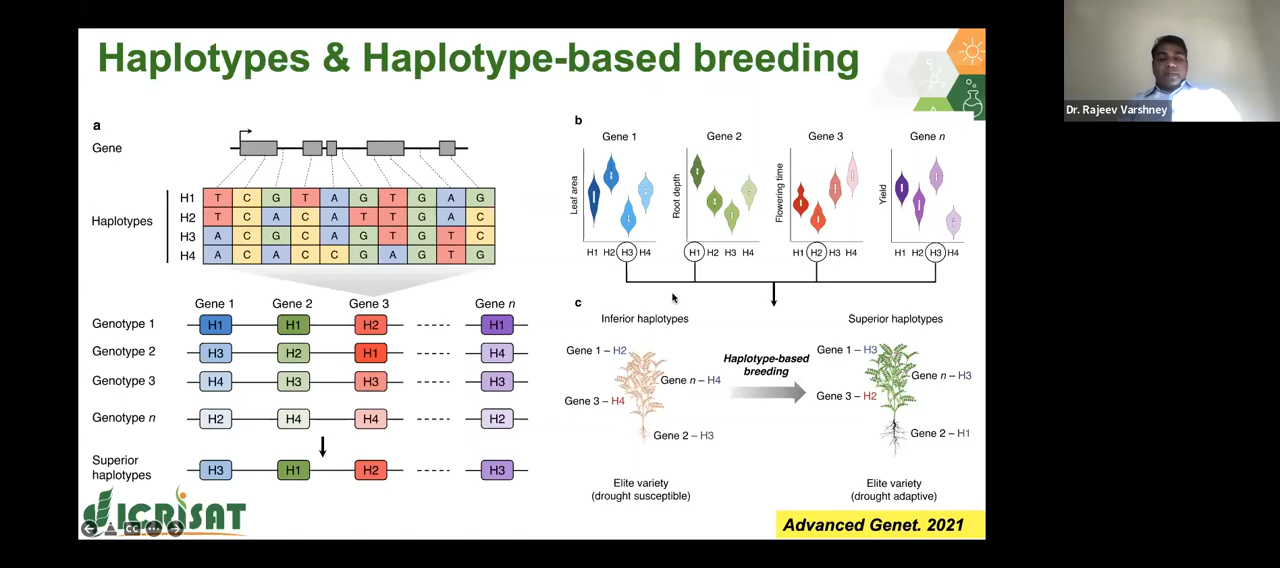 Haplotypes & Haplotype-based breeding
Dr. Rajeev Varshney
a
Gene
Haplotypes
H1 T C G T A G T G A G
H2 T C A C A T T G A C
H3 A C G C A G T G T C
H4 A C A C C G A G T G
Gene 1 Gene 2 Gene 3 Gene n
Genotype 1 H1 H1 H2 H1
Genotype 2 H3 H2 H1 H4
Genotype 3 H4 H3 H3 H3
Genotype n H2 H4 H4 H2
Superior
haplotypes H3 H1 H2 H3
b
Gene 1 Gene 2 Gene 3 Gene n
Leaf area Root depth Flowering time Yield
H1 H2 H3 H4 H1 H2 H3 H4 H1 H2 H3 H4 H1 H2 H3 H4
c
Inferior haplotypes Superior haplotypes
Gene 1 – H2
Gene n – H4
Gene 3 – H4
Gene 2 – H3
Haplotype-based
breeding
Gene 1 – H3
Gene n – H3
Gene 3 – H2
Gene 2 – H1
Elite variety
(drought susceptible)
Elite variety
(drought adaptive)
ICRISAT
CC
Advanced Genet. 2021